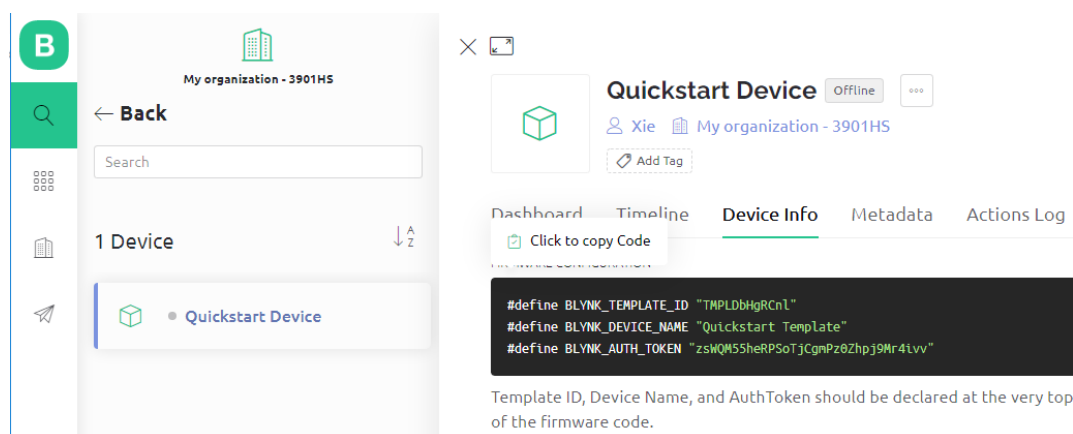 B
My organization - 3901HS
← Back
Search
1 Device
A
Z
Quickstart Device
Quickstart Device Offline
Xie My organization - 3901HS
Add Tag
Dashboard Timeline Device Info Metadata Actions Log
Click to copy Code
#define BLYNK_TEMPLATE_ID "TMPLDbHgRCnl"
#define BLYNK_DEVICE_NAME "Quickstart Template"
#define BLYNK_AUTH_TOKEN "zsWQM55heRPSoTjCgmPz0Zhpj9Mr4ivv"
Template ID, Device Name, and AuthToken should be declared at the very top
of the firmware code.